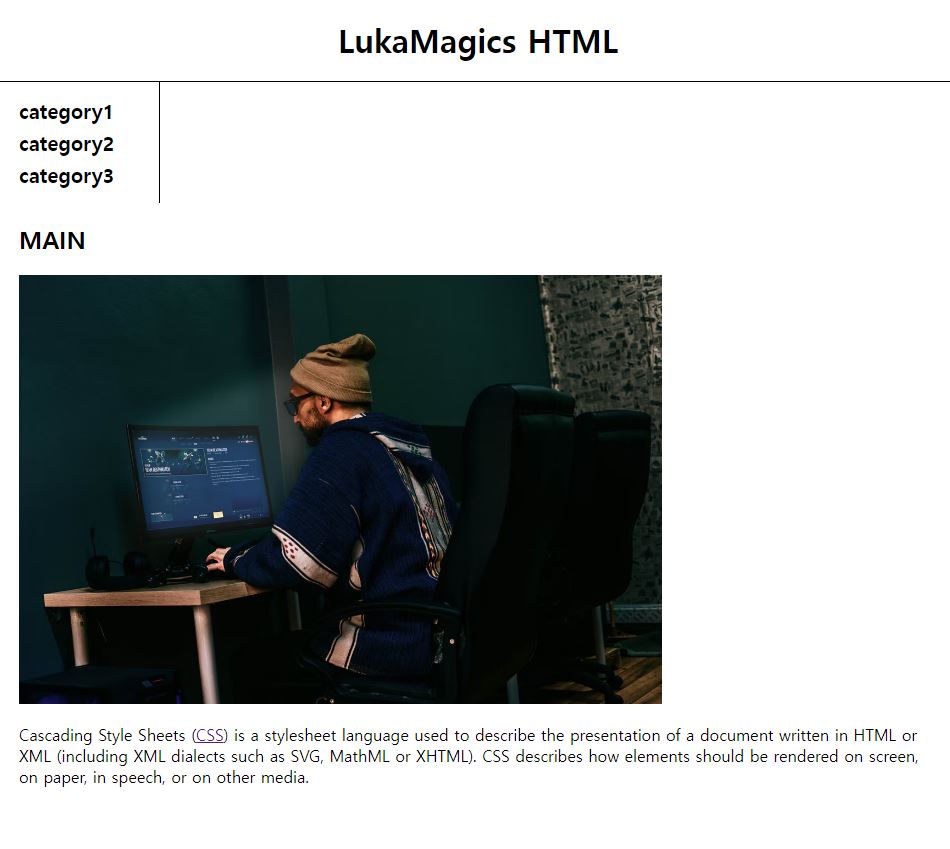 LukaMagics HTML
category1
category2
category3
MAIN
Cascading Style Sheets (CSS) is a stylesheet language used to describe the presentation of a document written in HTML or
XML (including XML dialects such as SVG, MathML or XHTML). CSS describes how elements should be rendered on screen,
on paper, in speech, or on other media.